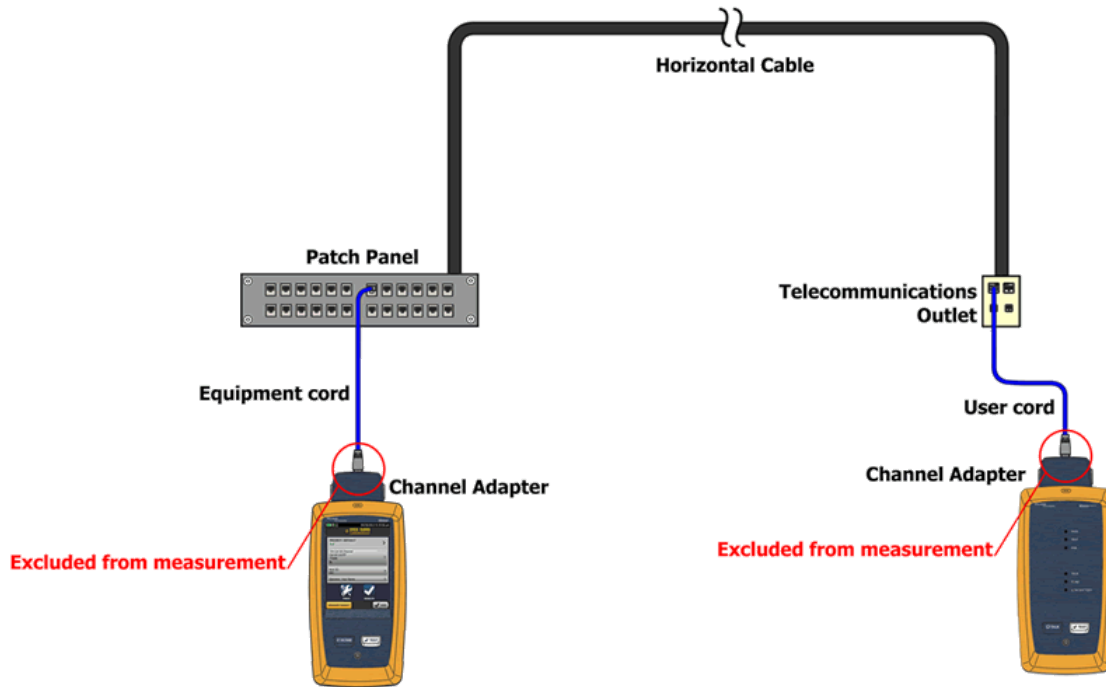 Horizontal Cable
Patch Panel
Telecommunications
Outlet
Equipment cord
User cord
Channel Adapter
Channel Adapter
Excluded from measurement
Excluded from measurement